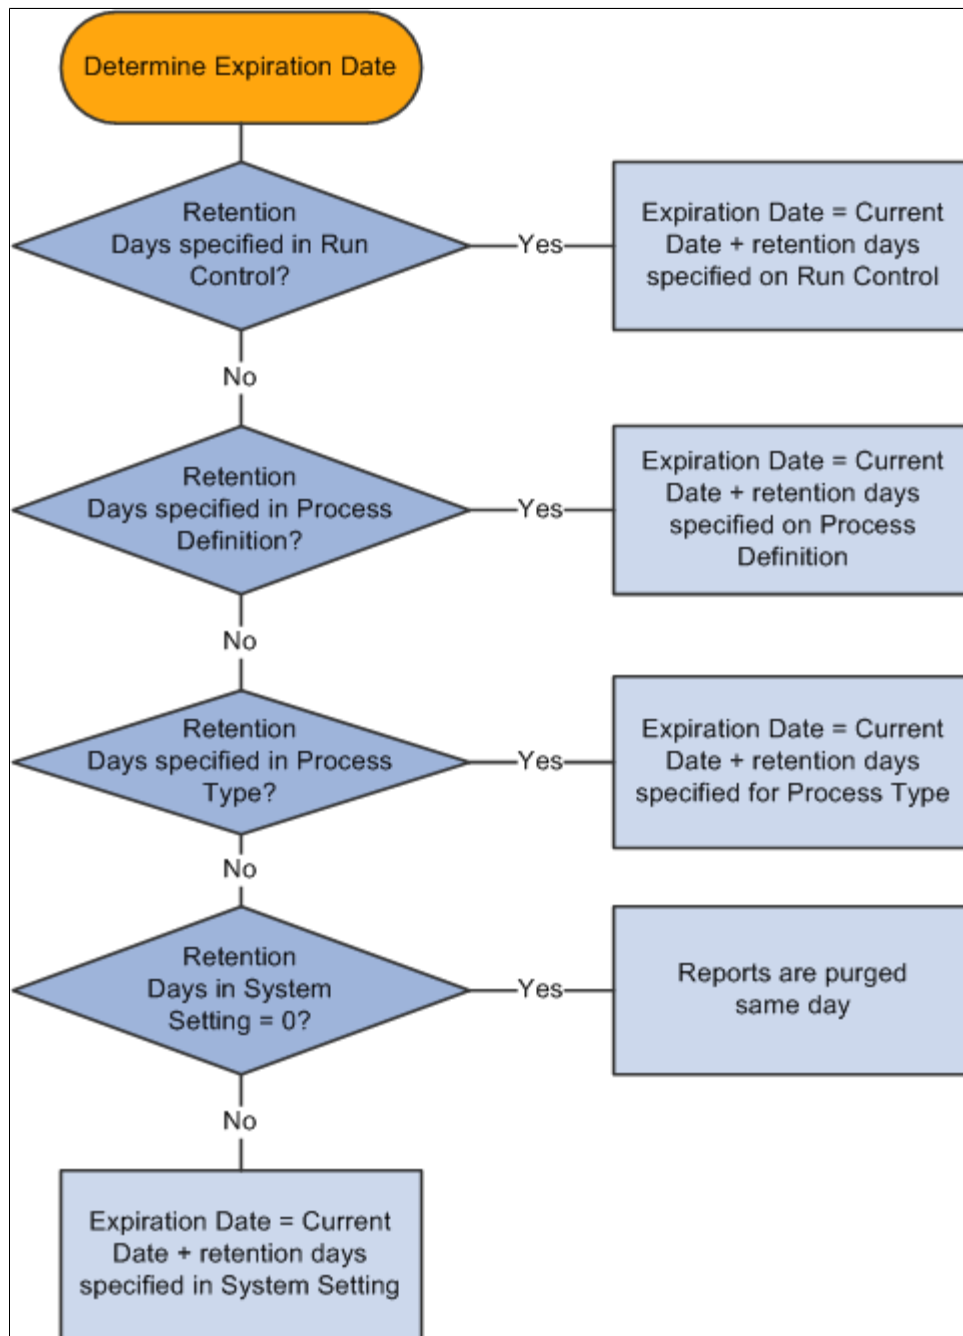 Determine Expiration Date
Retention
Days specified in Run
Control?
Yes
Expiration Date = Current
Date + retention days
specified on Run Control
No
Retention
Days specified in Process
Definition?
Yes
Expiration Date = Current
Date + retention days
specified on Process
Definition
No
Retention
Days specified in Process
Type?
Yes
Expiration Date = Current
Date + retention days
specified for Process Type
No
Retention
Days in System
Setting = 0?
Yes
Reports are purged
same day
No
Expiration Date = Current
Date + retention days
specified in System Setting